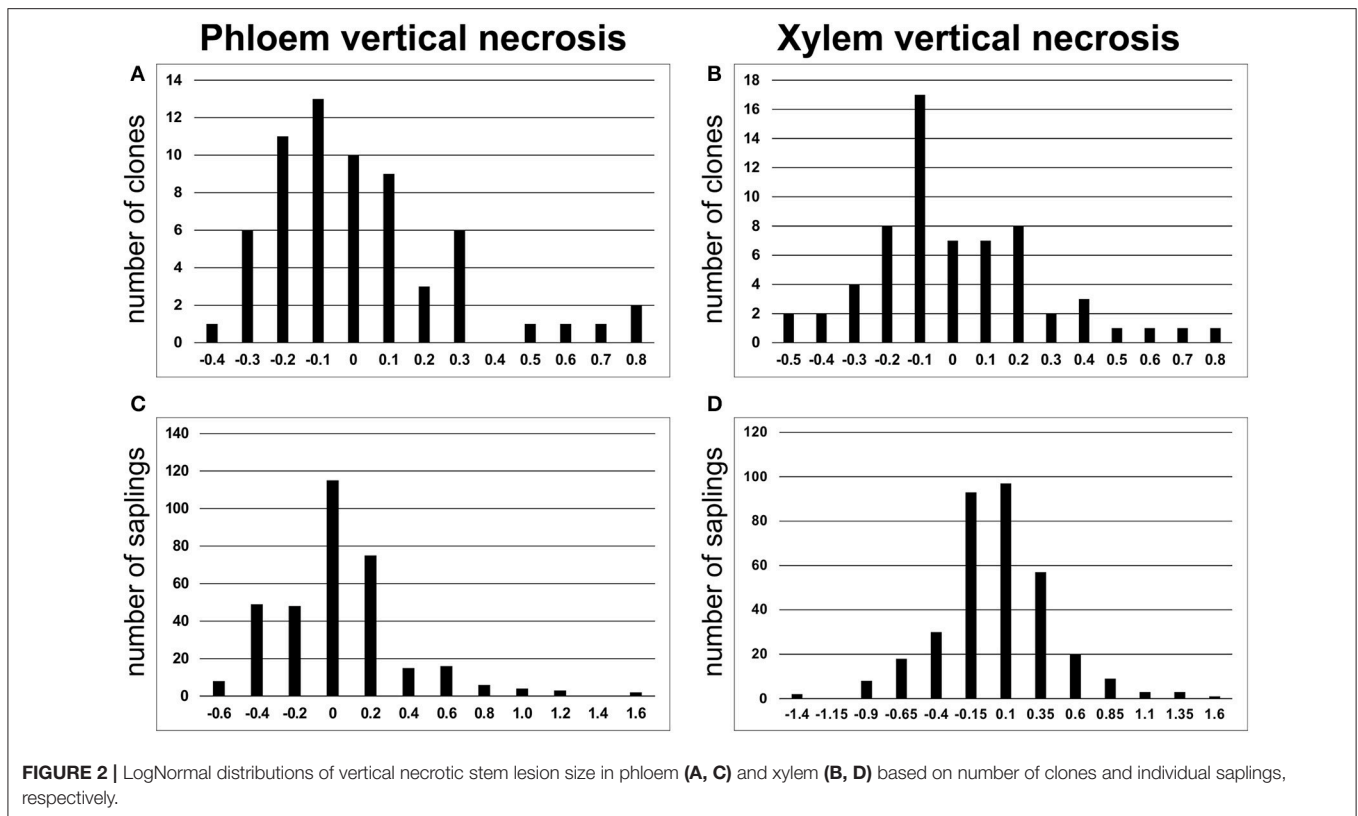 Phloem vertical necrosis
Xylem vertical necrosis
A
number of clones
14
12
10
8
6
4
2
0
-0.4 -0.3 -0.2 -0.1 0 0.1 0.2 0.3 0.4 0.5 0.6 0.7 0.8
B
number of clones
18
16
14
12
10
8
6
4
2
0
-0.5 -0.4 -0.3 -0.2 -0.1 0 0.1 0.2 0.3 0.4 0.5 0.6 0.7 0.8
C
number of saplings
140
120
100
80
60
40
20
0
-0.6 -0.4 -0.2 0 0.2 0.4 0.6 0.8 1.0 1.2 1.4 1.6
D
number of saplings
120
100
80
60
40
20
0
-1.4 -1.15 -0.9 -0.65 -0.4 -0.15 0.1 0.35 0.6 0.85 1.1 1.35 1.6
FIGURE 2 | LogNormal distributions of vertical necrotic stem lesion size in phloem (A, C) and xylem (B, D) based on number of clones and individual saplings,
respectively.